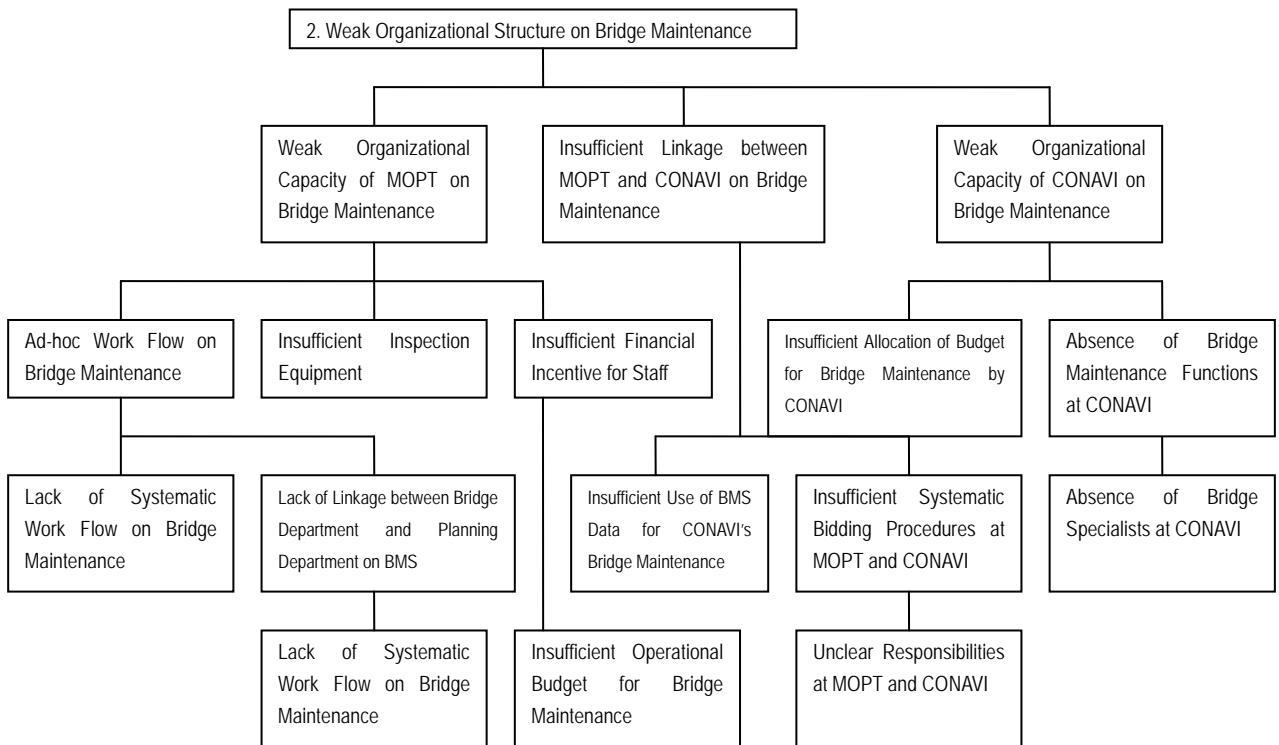 2. Weak Organizational Structure on Bridge Maintenance
Weak Organizational
Capacity of MOPT on
Bridge Maintenance
Insufficient Linkage between
MOPT and CONAVI on Bridge
Maintenance
Weak Organizational
Capacity of CONAVI on
Bridge Maintenance
Ad-hoc Work Flow on
Bridge Maintenance
Insufficient Inspection
Equipment
Insufficient Financial
Incentive for Staff
Insufficient Allocation of Budget
for Bridge Maintenance by
CONAVI
Absence of Bridge
Maintenance Functions
at CONAVI
Lack of Systematic
Work Flow on Bridge
Maintenance
Lack of Linkage between Bridge
Department and Planning
Department on BMS
Insufficient Use of BMS
Data for CONAVI's
Bridge Maintenance
Insufficient Systematic
Bidding Procedures at
MOPT and CONAVI
Absence of Bridge
Specialists at CONAVI
Lack of Systematic
Work Flow on Bridge
Maintenance
Insufficient Operational
Budget for Bridge
Maintenance
Unclear Responsibilities
at MOPT and CONAVI